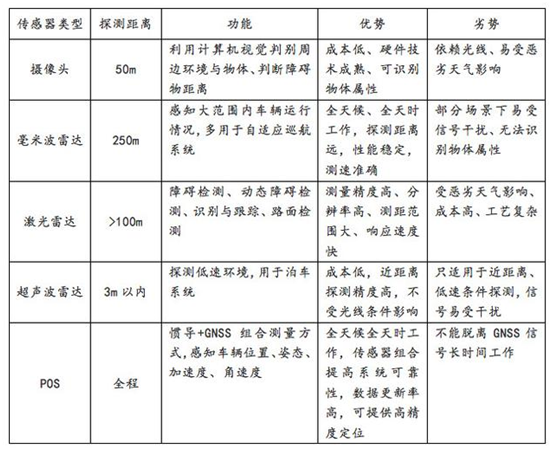 传感器类型 探测距离 功能 优势 劣势
摄像头 50m
利用计算机视觉判别周
边环境与物体、判断障碍
物距离
成本低、硬件技
术成熟、可识别
物体属性
依赖光线、易受恶
劣天气影响
毫米波雷达 250m
感知大范围内车辆运行
情况,多用于自适应巡航
系统
全天候、全天时
工作,探测距离
远,性能稳定,
测速准确
部分场景下易受
信号干扰、无法识
别物体属性
激光雷达 >100m
障碍检测、动态障碍检
测、识别与跟踪、路面检
测
测量精度高、分
辨率高、测距范
围大、响应速度
快
受恶劣天气影响、
成本高、工艺复杂
超声波雷达 3m 以内
探测低速环境,用于泊车
系统
成本低,近距离
探测精度高,不
受光线条件影响
只适用于近距离、
低速条件探测,信
号易受干扰
POS 全程
惯导+GNSS 组合测量方
式,感知车辆位置、姿态、
加速度、角速度
全天候全天时工
作,传感器组合
提高系统可靠
性,数据更新率
高,可提供高精
度定位
不能脱离 GNSS 信
号长时间工作